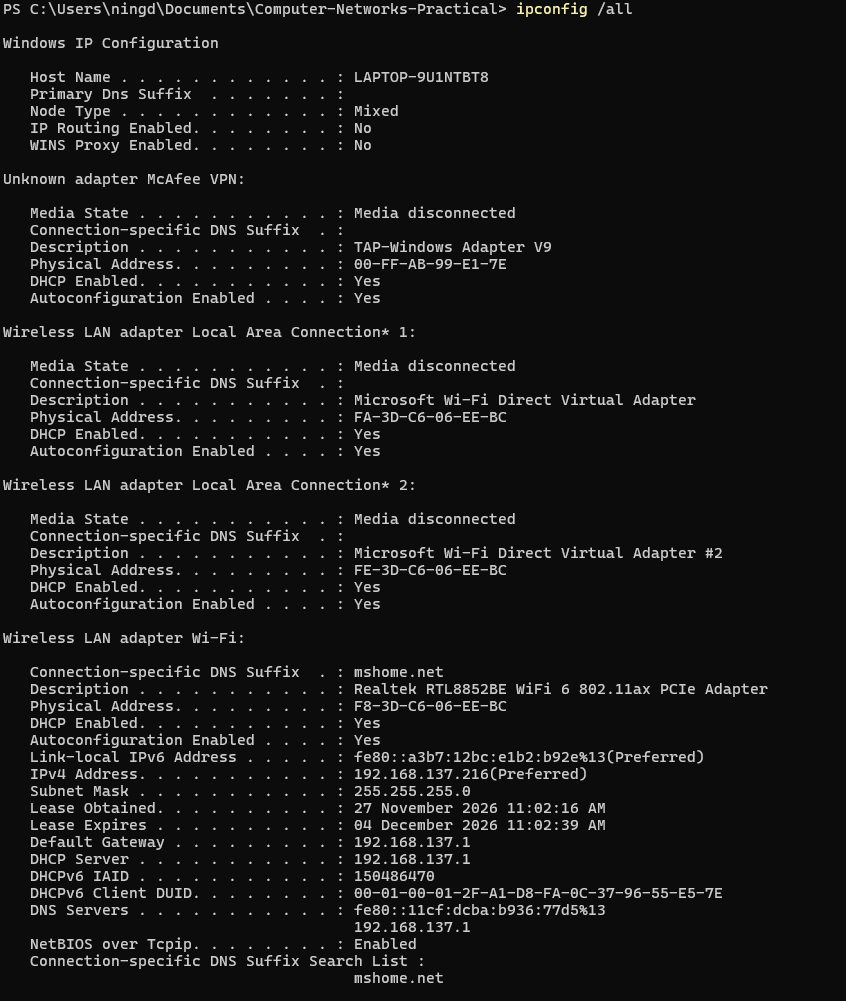 PS C:\Users\ningd\Documents\Computer-Networks-Practical> ipconfig /all
Windows IP Configuration
Host Name . . . . . . . . . . . . : LAPTOP-9U1NTBT8
Primary Dns Suffix  . . . . . . . :
Node Type . . . . . . . . . . . . : Mixed
IP Routing Enabled. . . . . . . . : No
WINS Proxy Enabled. . . . . . . . : No
Unknown adapter McAfee VPN:
Media State . . . . . . . . . . . : Media disconnected
Connection-specific DNS Suffix  . :
Description . . . . . . . . . . . : TAP-Windows Adapter V9
Physical Address. . . . . . . . . : 00-FF-AB-99-E1-7E
DHCP Enabled. . . . . . . . . . . : Yes
Autoconfiguration Enabled . . . . : Yes
Wireless LAN adapter Local Area Connection* 1:
Media State . . . . . . . . . . . : Media disconnected
Connection-specific DNS Suffix  . :
Description . . . . . . . . . . . : Microsoft Wi-Fi Direct Virtual Adapter
Physical Address. . . . . . . . . : FA-3D-C6-06-EE-BC
DHCP Enabled. . . . . . . . . . . : Yes
Autoconfiguration Enabled . . . . : Yes
Wireless LAN adapter Local Area Connection* 2:
Media State . . . . . . . . . . . : Media disconnected
Connection-specific DNS Suffix  . :
Description . . . . . . . . . . . : Microsoft Wi-Fi Direct Virtual Adapter #2
Physical Address. . . . . . . . . : FE-3D-C6-06-EE-BC
DHCP Enabled. . . . . . . . . . . : Yes
Autoconfiguration Enabled . . . . : Yes
Wireless LAN adapter Wi-Fi:
Connection-specific DNS Suffix  . : mshome.net
Description . . . . . . . . . . . : Realtek RTL8852BE WiFi 6 802.11ax PCIe Adapter
Physical Address. . . . . . . . . : F8-3D-C6-06-EE-BC
DHCP Enabled. . . . . . . . . . . : Yes
Autoconfiguration Enabled . . . . : Yes
Link-local IPv6 Address . . . . . : fe80::a3b7:12bc:e1b2:b92e%13(Preferred)
IPv4 Address. . . . . . . . . . . : 192.168.137.216(Preferred)
Subnet Mask . . . . . . . . . . . : 255.255.255.0
Lease Obtained. . . . . . . . . . : 27 November 2026 11:02:16 AM
Lease Expires . . . . . . . . . . : 04 December 2026 11:02:39 AM
Default Gateway . . . . . . . . . : 192.168.137.1
DHCP Server . . . . . . . . . . . : 192.168.137.1
DHCPv6 IAID . . . . . . . . . . . : 150486470
DHCPv6 Client DUID. . . . . . . . : 00-01-00-01-2F-A1-D8-FA-0C-37-96-55-E5-7E
DNS Servers . . . . . . . . . . . : fe80::11cf:dcba:b936:77d5%13
192.168.137.1
NetBIOS over Tcpip. . . . . . . . : Enabled
Connection-specific DNS Suffix Search List :
mshome.net